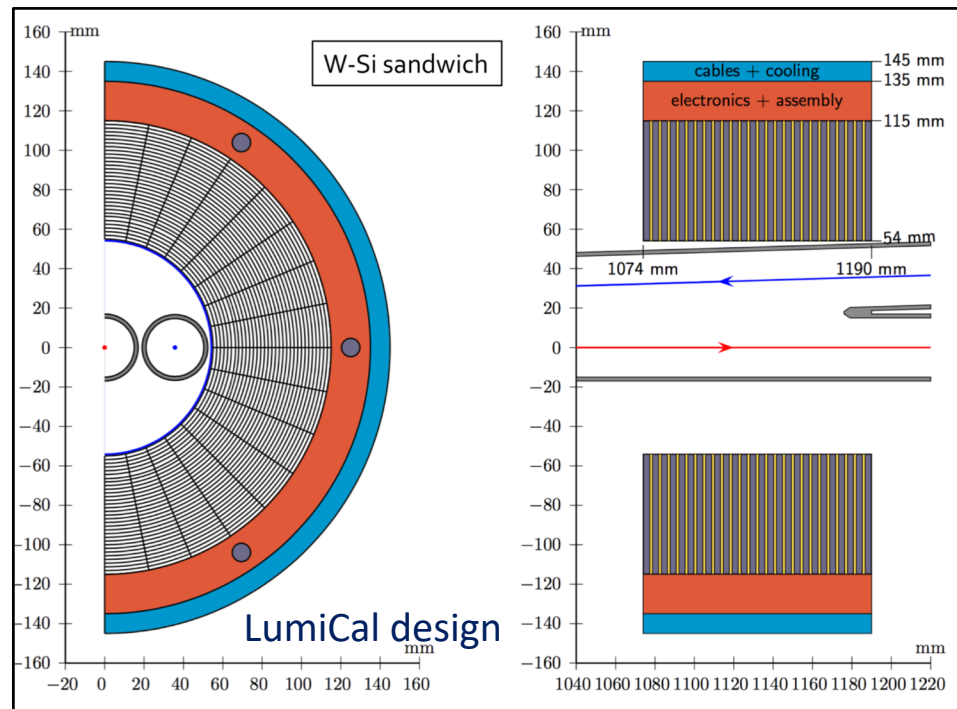 160
mm
140
120
100
80
60
40
20
0
−20
−40
−60
−80
−100
−120
−140
−160
W-Si sandwich
LumiCal design
mm
−20 0 20 40 60 80 100 120 140 160
160
mm
140
120
100
80
60
40
20
0
−20
−40
−60
−80
−100
−120
−140
−160
cables + cooling
electronics + assembly
145 mm
135 mm
115 mm
54 mm
1074 mm
1190 mm
mm
1040 1060 1080 1100 1120 1140 1160 1180 1200 1220